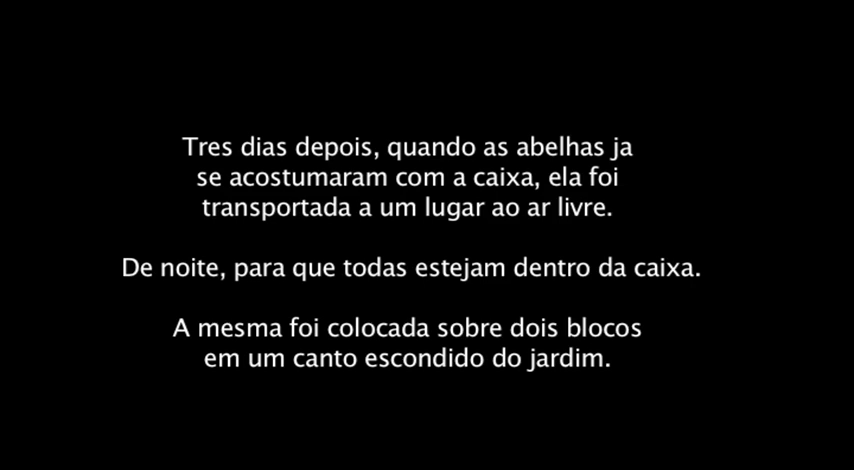 Tres dias depois, quando as abelhas ja
se acostumaram com a caixa, ela foi
transportada a um lugar ao ar livre.
De noite, para que todas estejam dentro da caixa.
A mesma foi colocada sobre dois blocos
em um canto escondido do jardim.